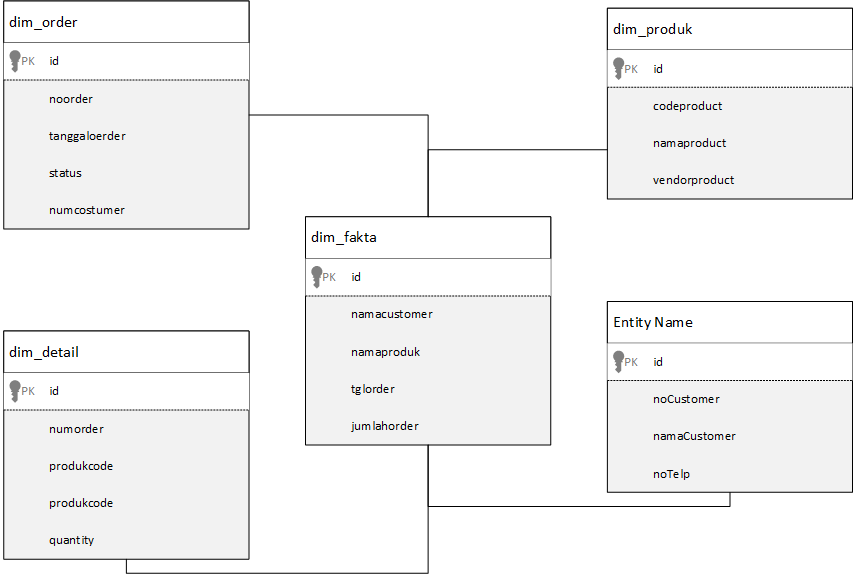 dim_order
PK id
noorder
tanggaloerder
status
numcostumer
dim_produk
PK id
codeproduct
namaproduct
vendorproduct
dim_fakta
PK id
namacustomer
namaproduk
tglorder
jumlahorder
dim_detail
PK id
numorder
produkcode
produkcode
quantity
Entity Name
PK id
noCustomer
namaCustomer
noTelp